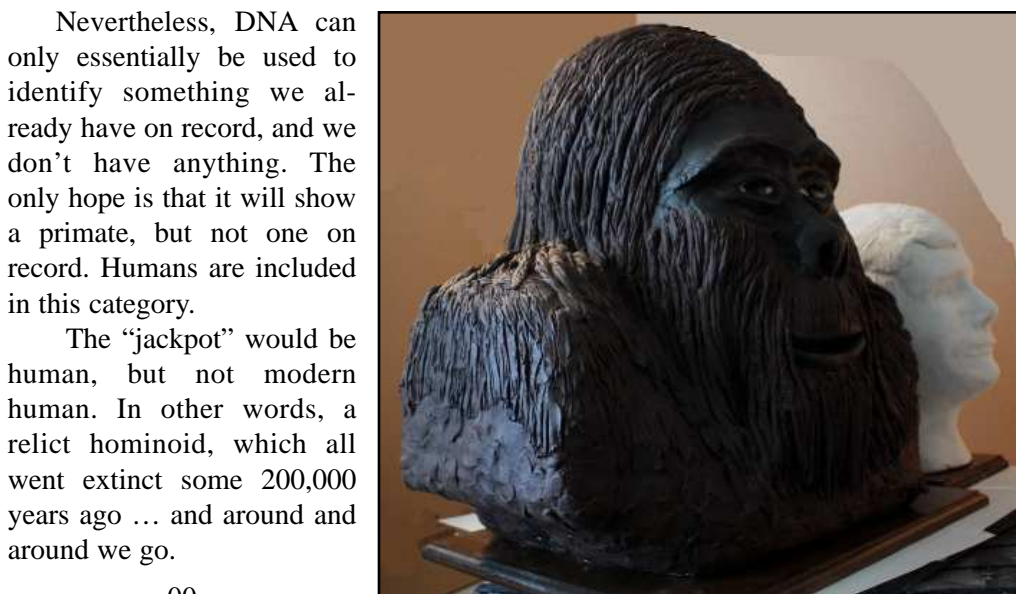 Nevertheless, DNA can
only essentially be used to
identify something we al-
ready have on record, and we
don’t have anything. The
only hope is that it will show
a primate, but not one on
record. Humans are included
in this category.
The “jackpot” would be
human, but not modern
human. In other words, a
relict hominoid, which all
went extinct some 200,000
years ago … and around and
around we go.